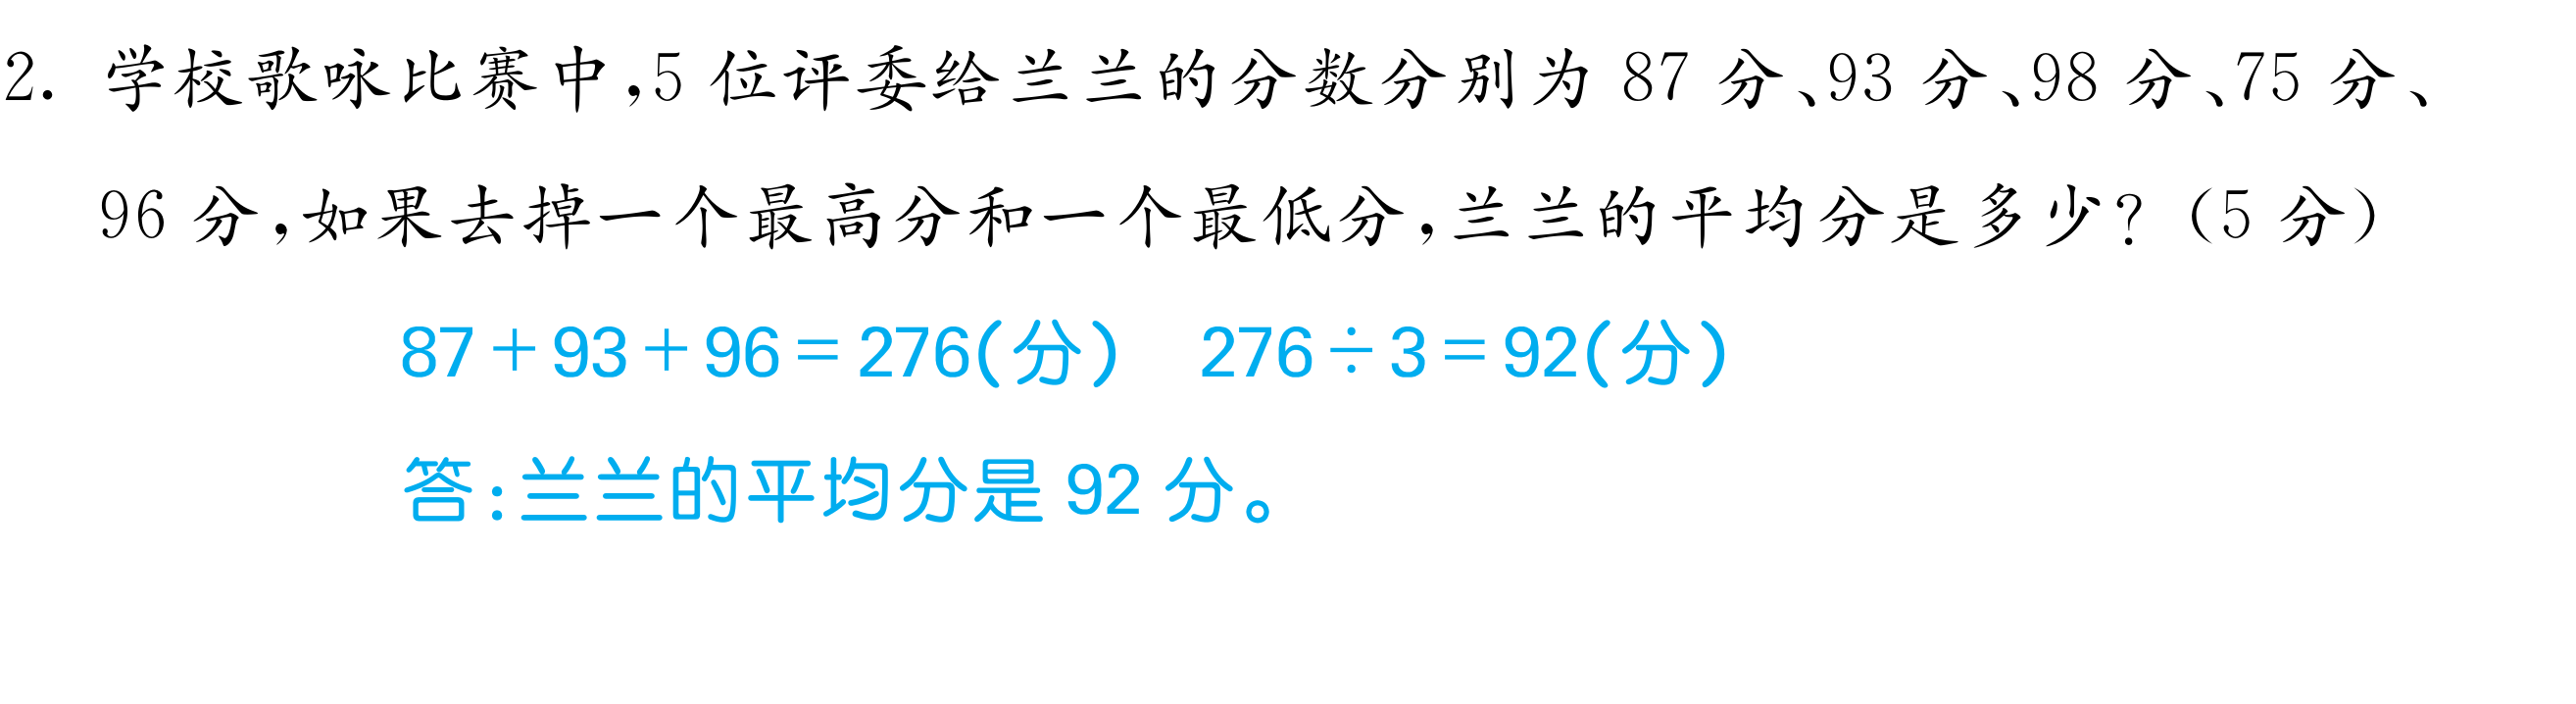 2. 学校歌咏比赛中,5 位评委给兰兰的分数分别为 87 分、93 分、98 分、75 分、
96 分,如果去掉一个最高分和一个最低分,兰兰的平均分是多少?(5 分)
87+93+96=276(分) 276÷3=92(分)
答:兰兰的平均分是 92 分。